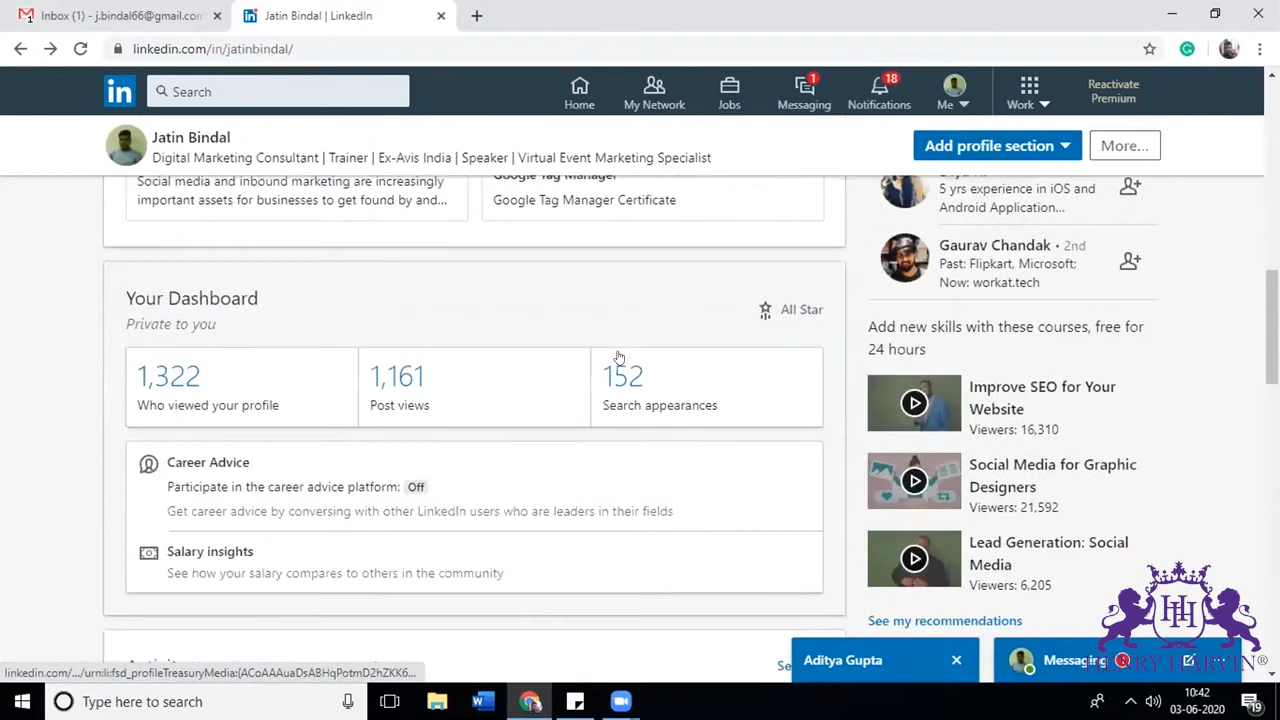 Inbox (1) - j.bindal66@gmail.com
Jatin Bindal | LinkedIn
linkedin.com/in/jatinbindal/
in
Search
Home
My Network
Jobs
1
Messaging
18
Notifications
Me
Work
Reactivate
Premium
Jatin Bindal
Digital Marketing Consultant | Trainer | Ex-Avis India | Speaker | Virtual Event Marketing Specialist
Add profile section
More...
Social media and inbound marketing are increasingly
important assets for businesses to get found by and...
Google Tag Manager
Google Tag Manager Certificate
5 yrs experience in iOS and
Android Application...
Gaurav Chandak • 2nd
Past: Flipkart, Microsoft;
Now: workat.tech
Your Dashboard
Private to you
All Star
1,322
Who viewed your profile
1,161
Post views
152
Search appearances
Career Advice
Participate in the career advice platform: Off
Get career advice by conversing with other LinkedIn users who are leaders in their fields
Salary insights
See how your salary compares to others in the community
Add new skills with these courses, free for
24 hours
Improve SEO for Your
Website
Viewers: 16,310
Social Media for Graphic
Designers
Viewers: 21,592
Lead Generation: Social
Media
Viewers: 6,205
See my recommendations
Aditya Gupta
Messaging
HARVIN®
Type here to search
10:42
03-06-2020
19